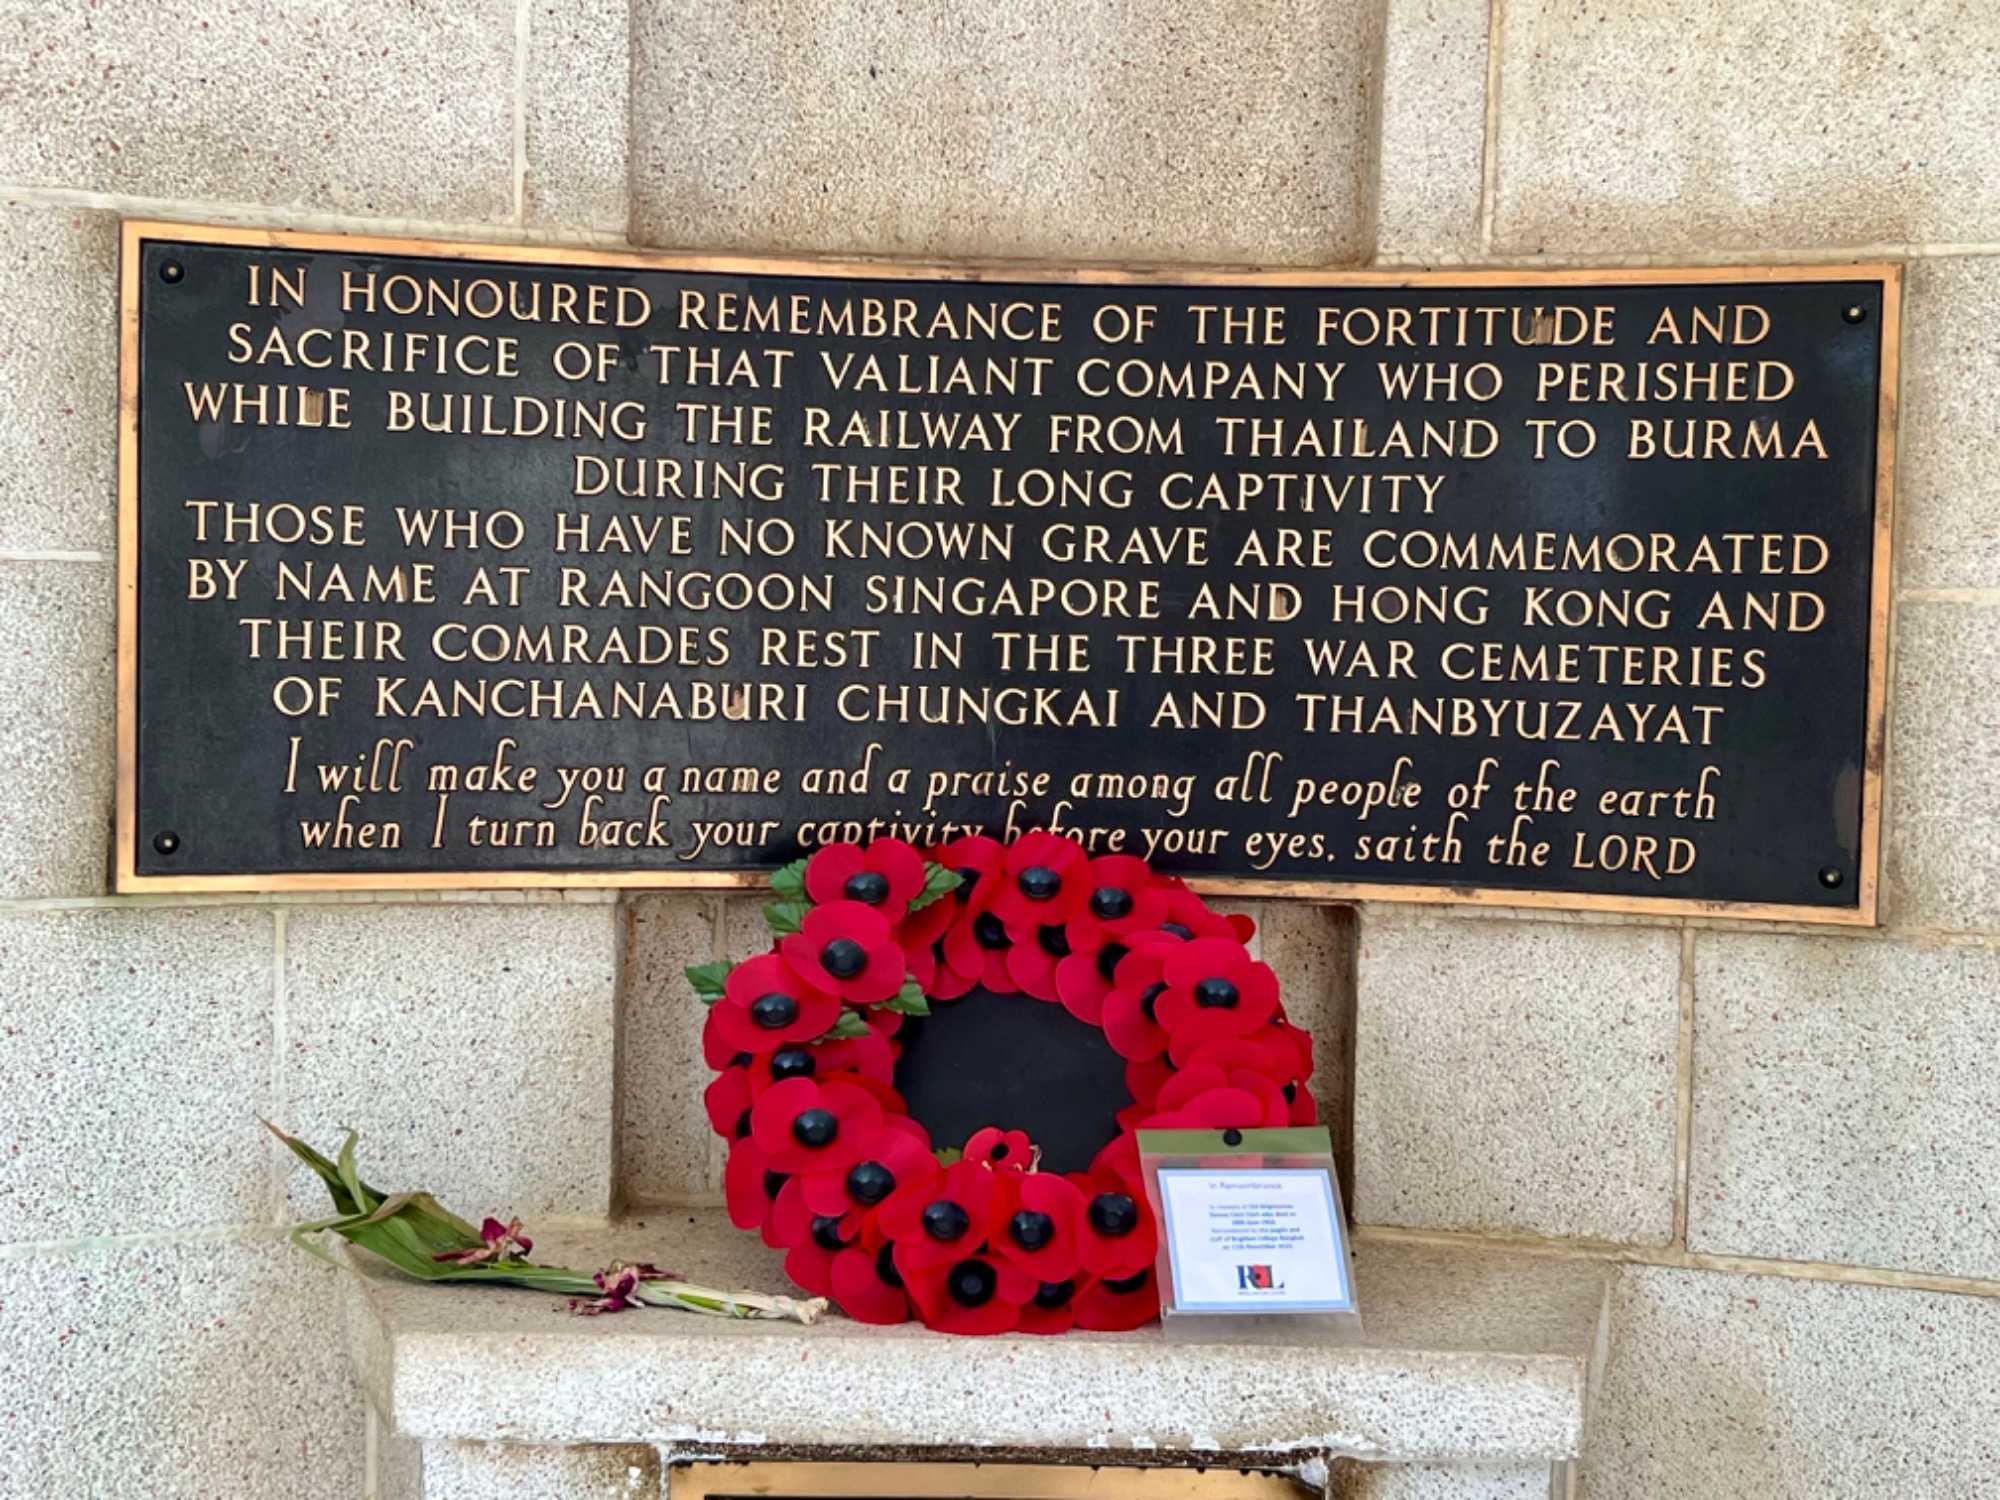 IN HONOURED REMEMBRANCE OF THE FORTITUDE AND
SACRIFICE OF THAT VALIANT COMPANY WHO PERISHED
WHILE BUILDING THE RAILWAY FROM THAILAND TO BURMA
DURING THEIR LONG CAPTIVITY
THOSE WHO HAVE NO KNOWN GRAVE ARE COMMEMORATED
BY NAME AT RANGOON SINGAPORE AND HONG KONG AND
THEIR COMRADES REST IN THE THREE WAR CEMETERIES
OF KANCHANABURI CHUNGKAI AND THANBYUZAYAT
I will make you a name and a praise among all people of the earth
when I turn back your captivity before your eyes. saith the LORD
In Remembrance